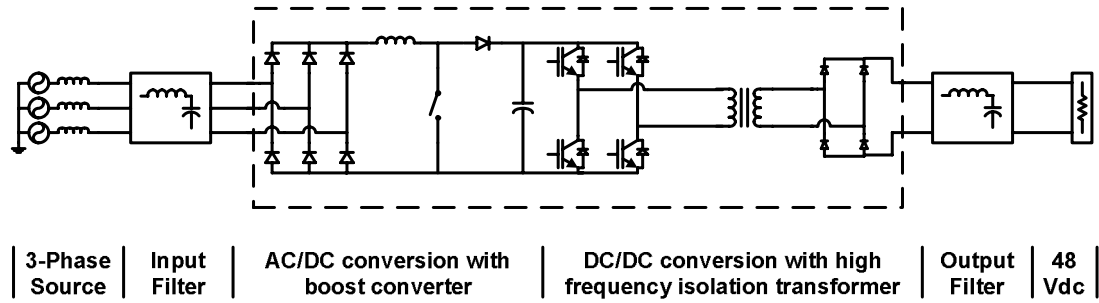 3-Phase
Source
Input
Filter
AC/DC conversion with
boost converter
DC/DC conversion with high
frequency isolation transformer
Output
Filter
48
Vdc